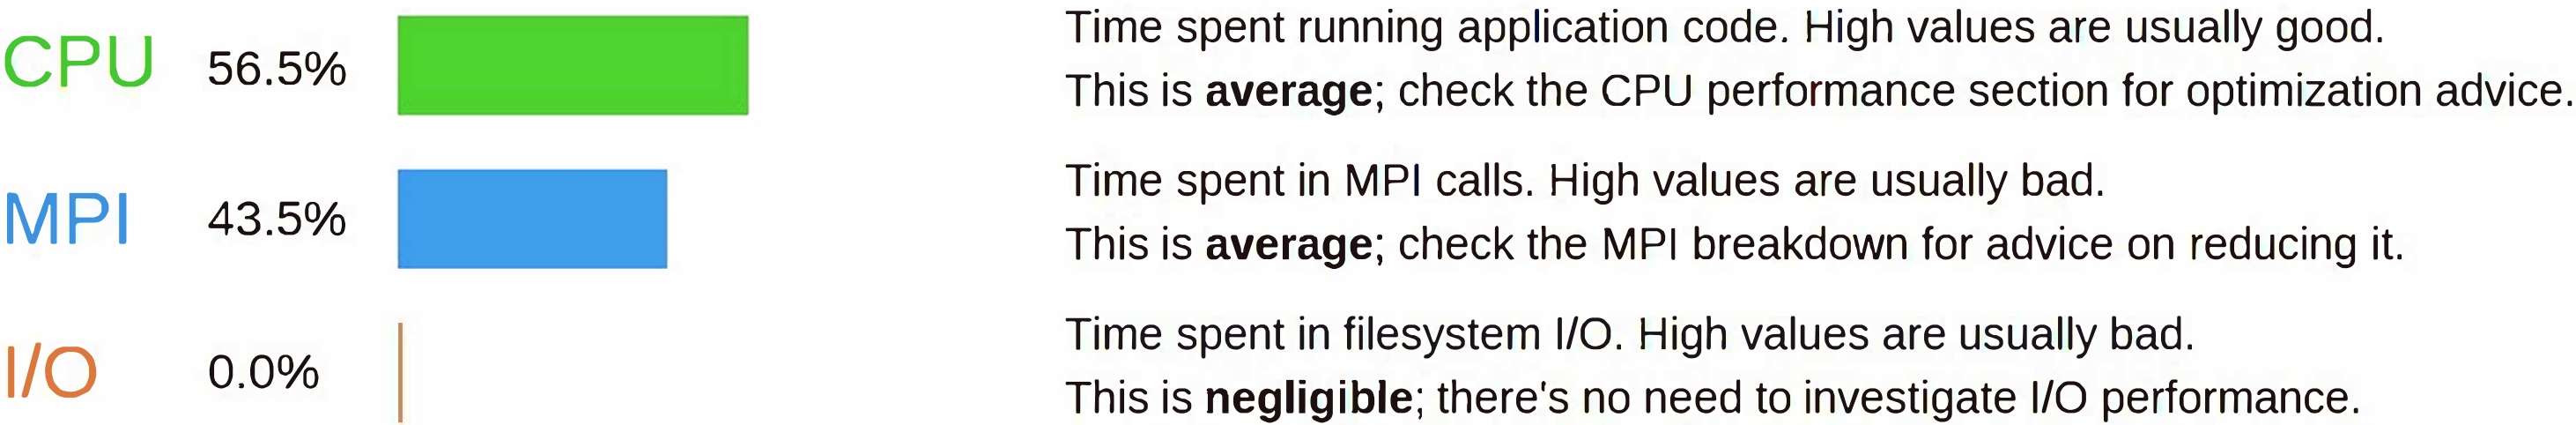 CPU 56.5% Time spent running application code. High values are usually good.
This is average; check the CPU performance section for optimization advice.
MPI 43.5% Time spent in MPI calls. High values are usually bad.
This is average; check the MPI breakdown for advice on reducing it.
I/O 0.0% Time spent in filesystem I/O. High values are usually bad.
This is negligible; there's no need to investigate I/O performance.